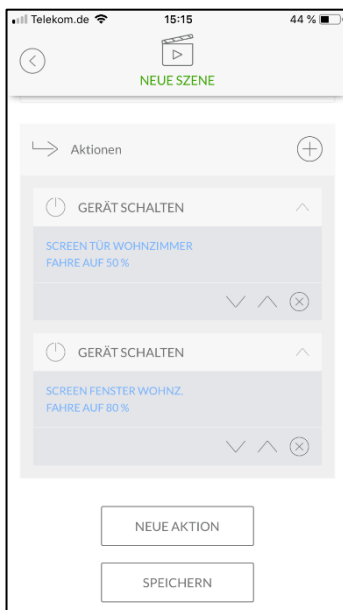 Telekom.de 15:15 44 %
NEUE SZENE
Aktionen
GERÄT SCHALTEN
SCREEN TÜR WOHNZIMMER
FAHRE AUF 50 %
GERÄT SCHALTEN
SCREEN FENSTER WOHNZ.
FAHRE AUF 80 %
NEUE AKTION
SPEICHERN